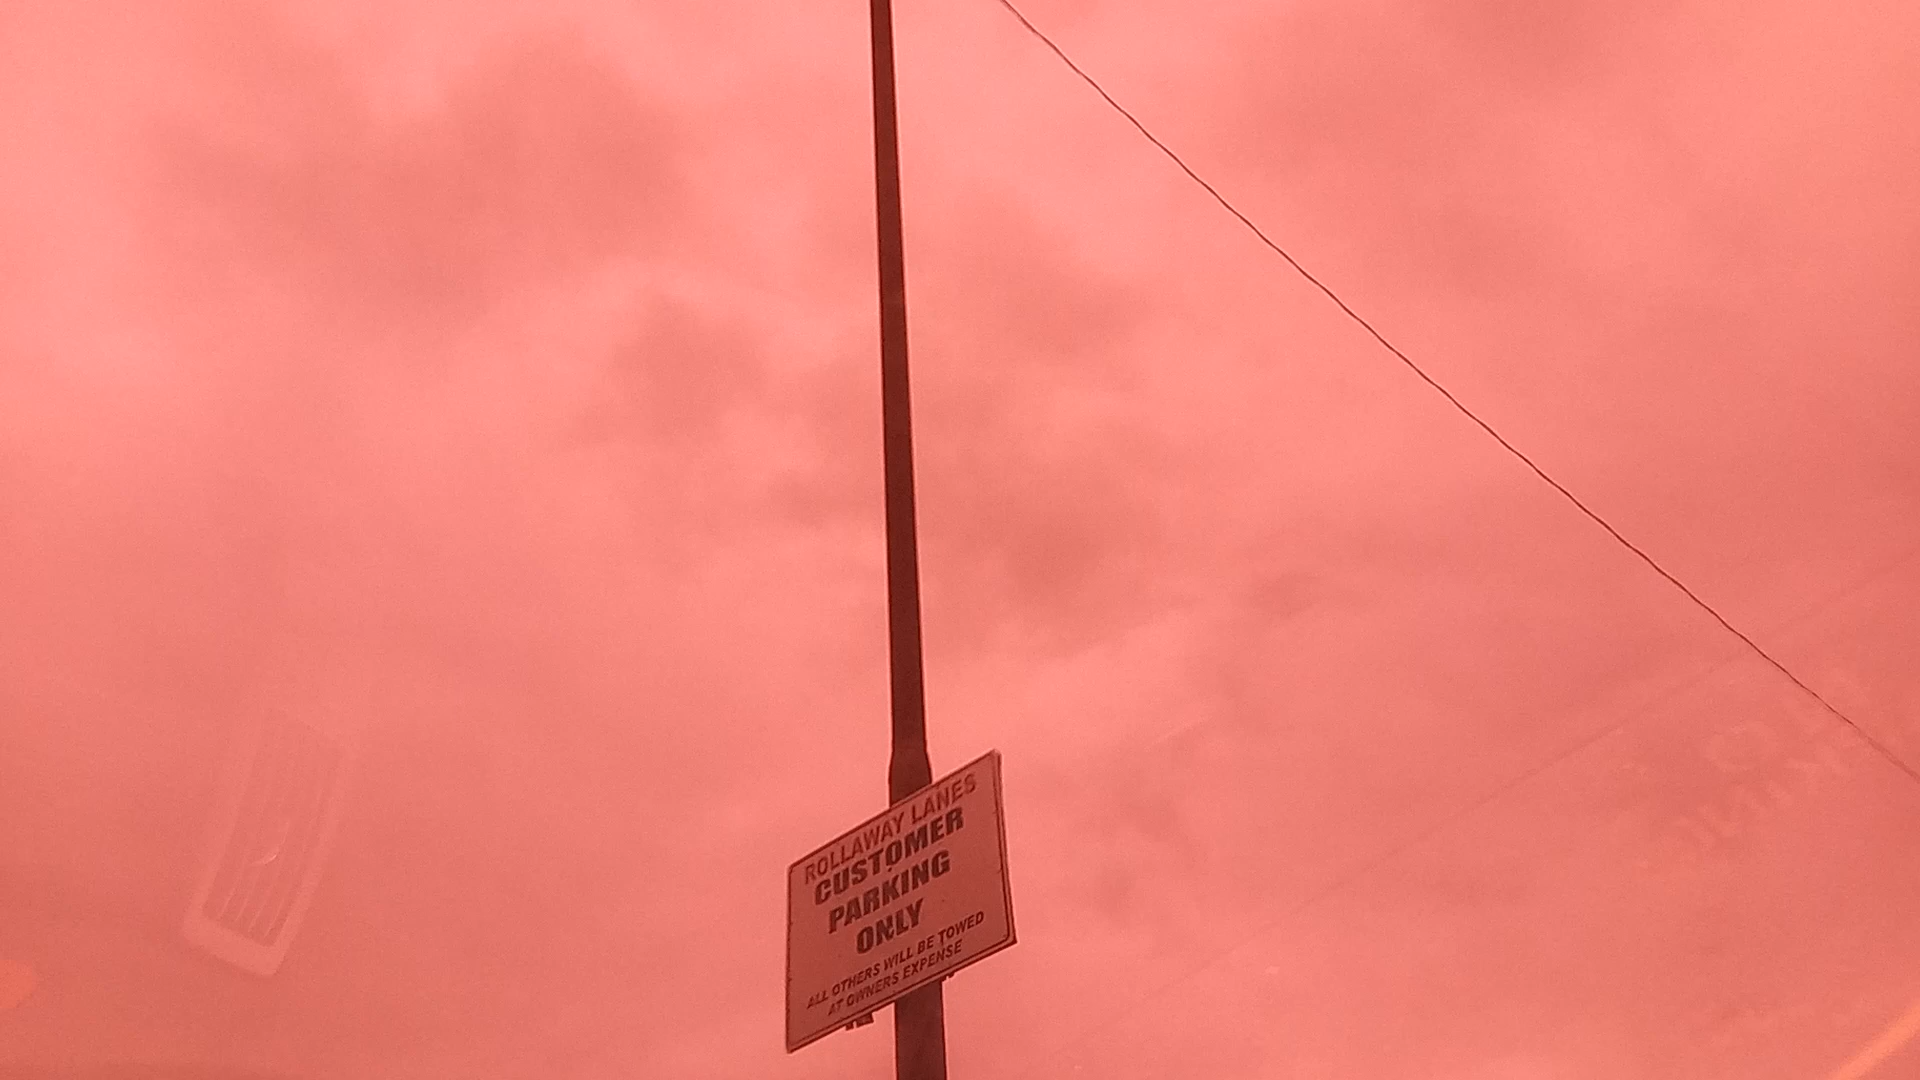 ROLLAWAY LANES
CUSTOMER
PARKING
ONLY
ALL OTHERS WILL BE TOWED
AT OWNERS EXPENSE